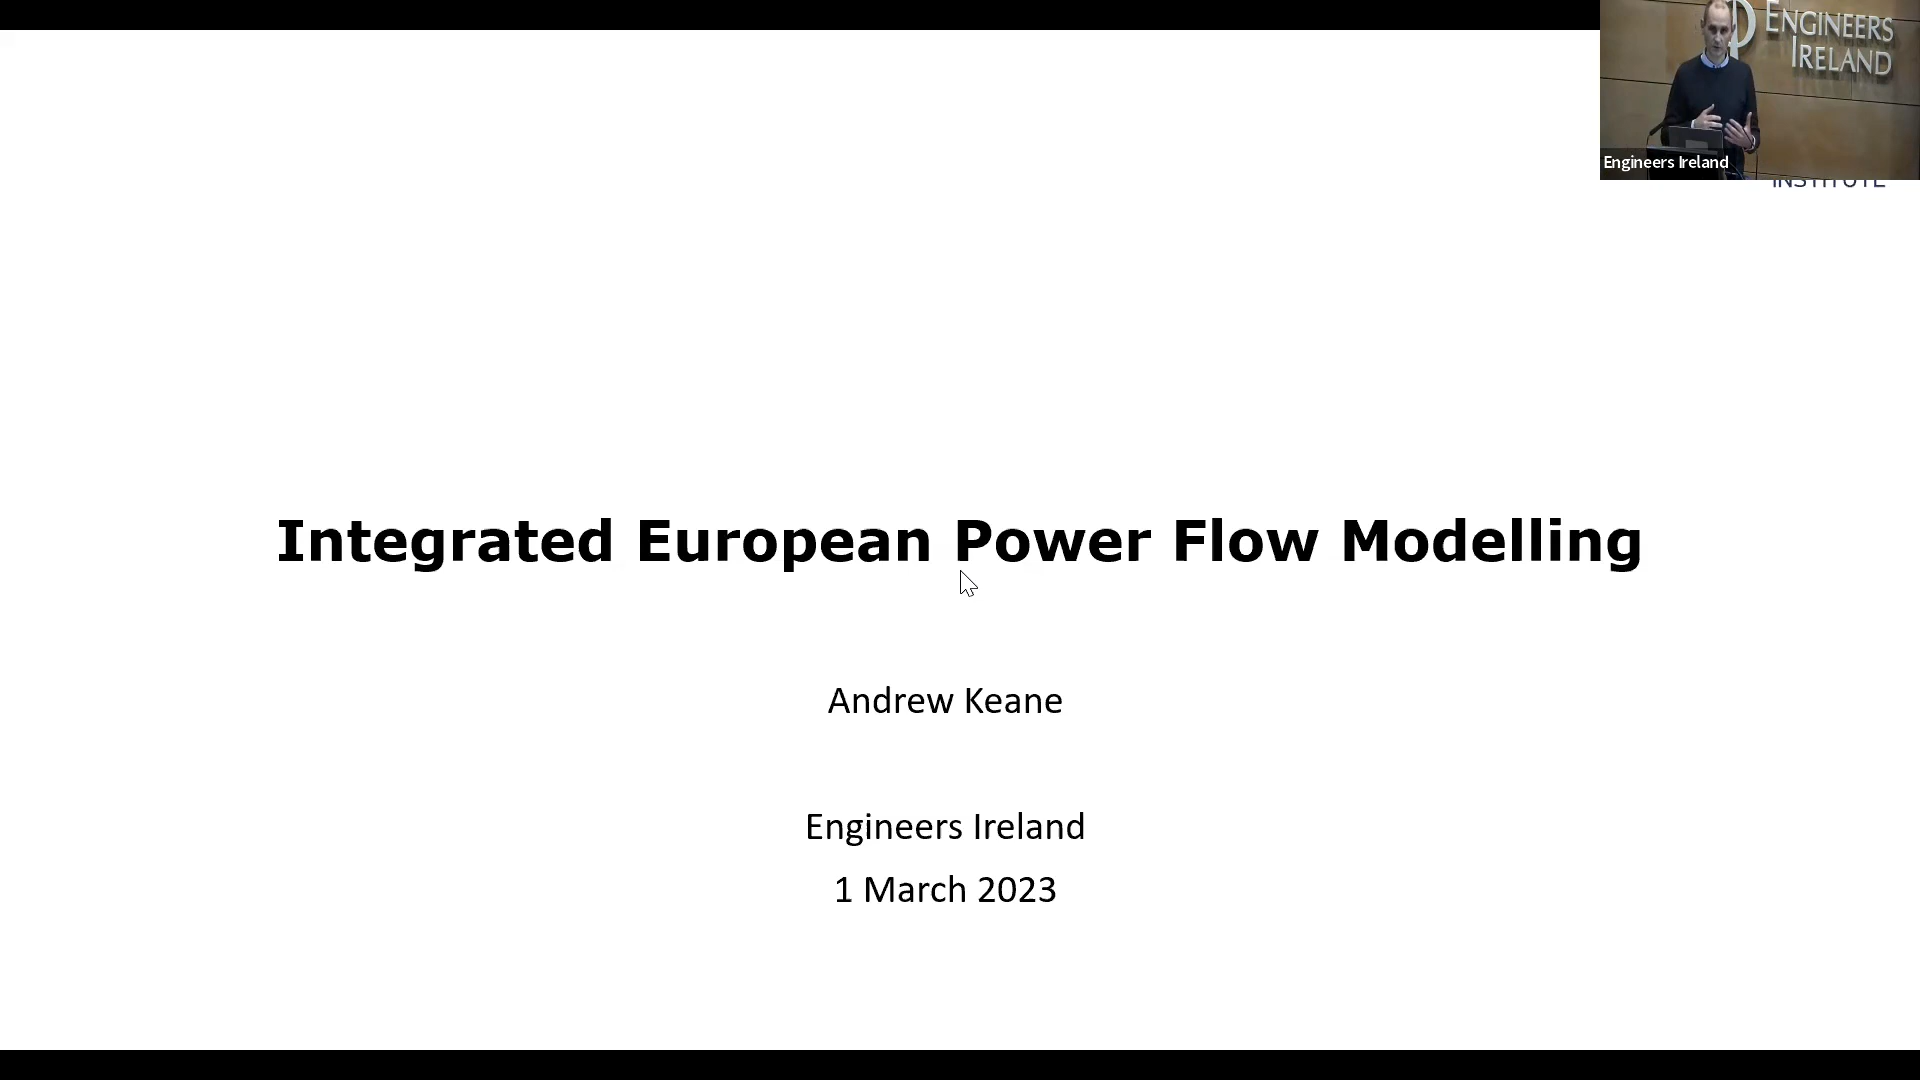 ENGINEERS
IRELAND
Engineers Ireland
INSTITUTE
Integrated European Power Flow Modelling
Andrew Keane
Engineers Ireland
1 March 2023